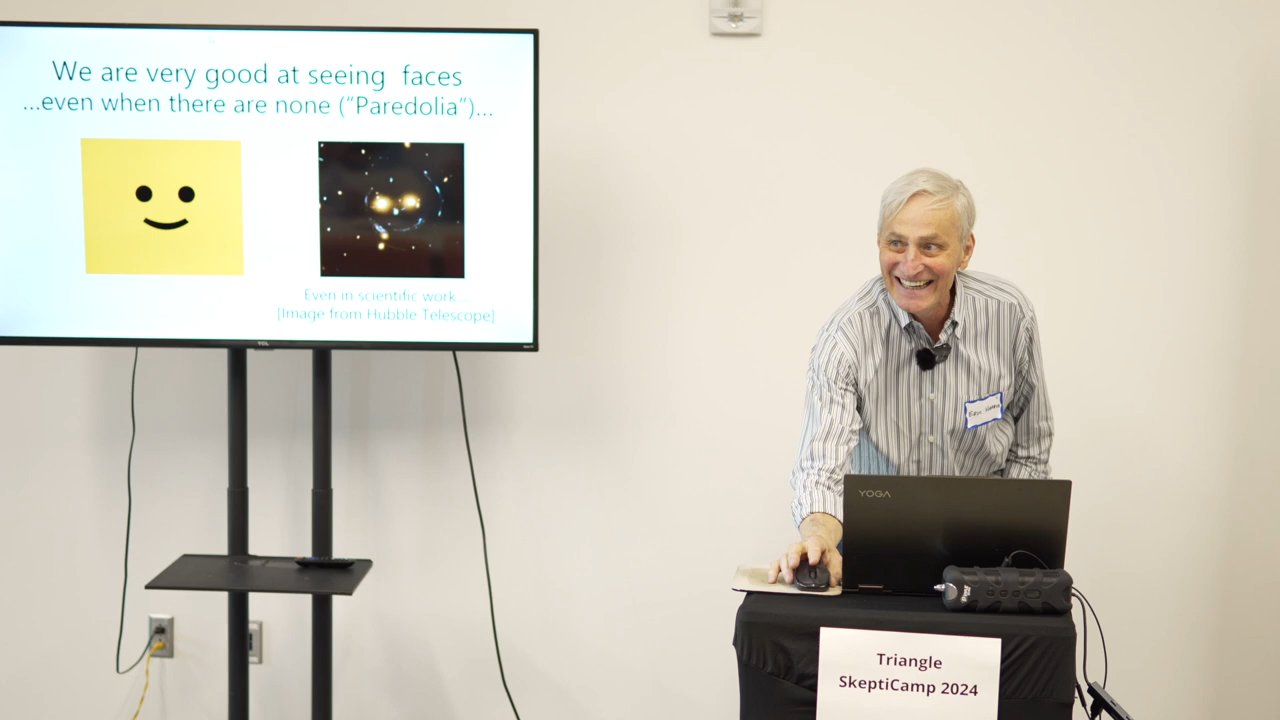 We are very good at seeing faces
...even when there are none ("Paredolia")...
Even in scientific work...
[Image from Hubble Telescope]
TCL
YOGA
Triangle
SkeptiCamp 2024